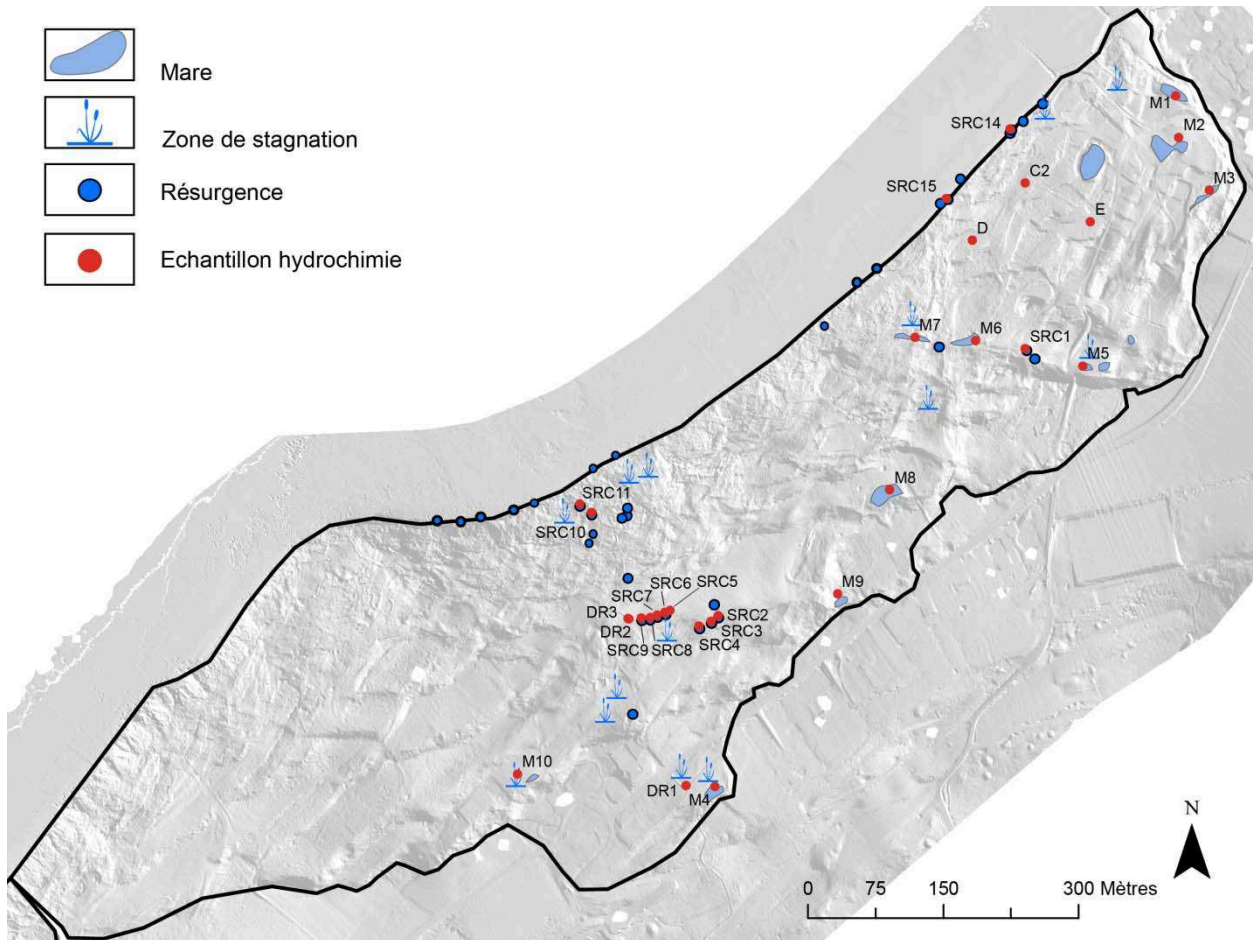 Mare
Zone de stagnation
Résurgence
Echantillon hydrochimie
M1
M2
SRC14
C2
M3
SRC15
E
D
M7
M6
SRC1
M5
M8
SRC11
SRC10
M9
SRC6
SRC5
SRC7
DR3
SRC2
DR2
SRC3
SRC9
SRC8
SRC4
M10
DR1
M4
N
0 75 150 300 Mètres